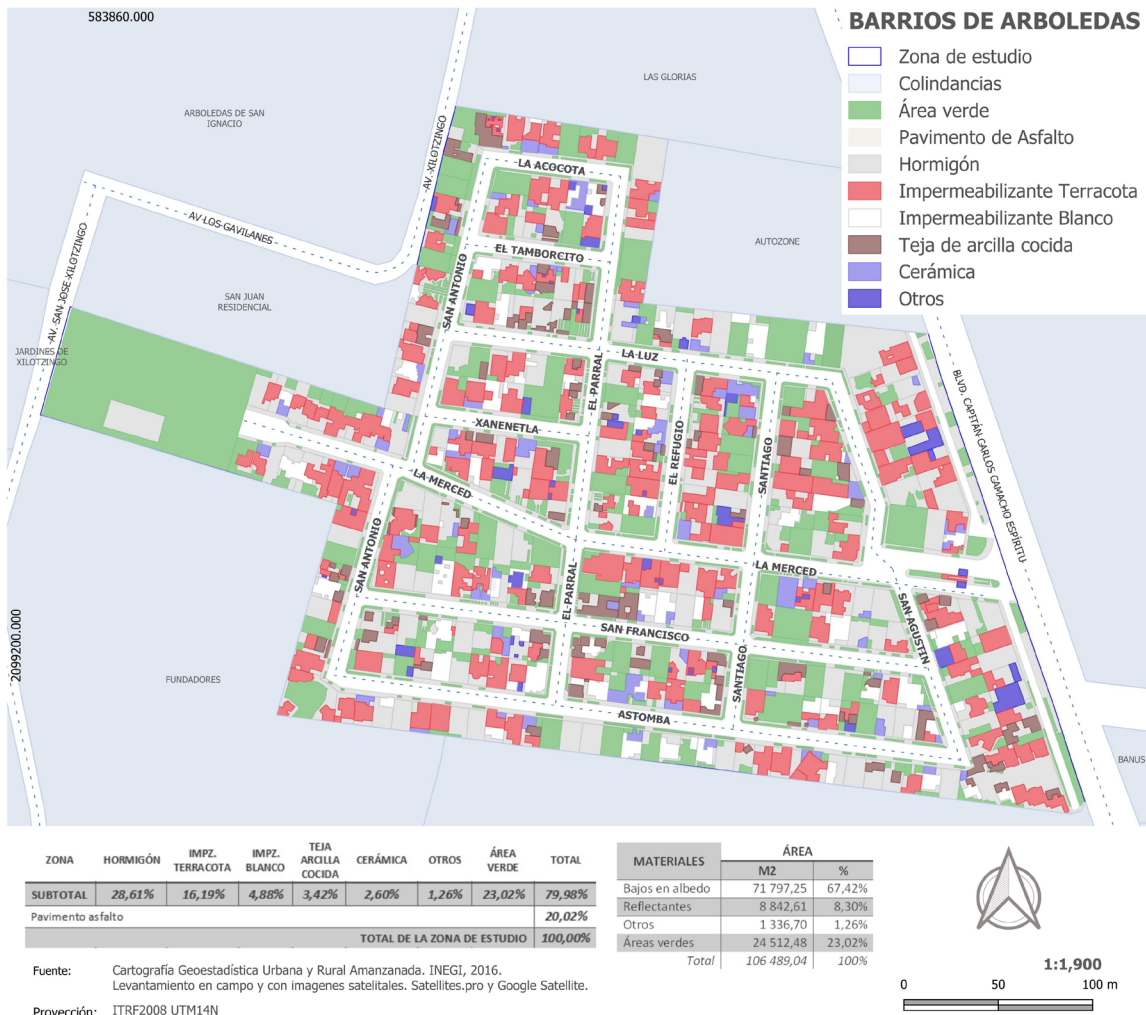 583860.000
BARRIOS DE ARBOLEDAS
Zona de estudio
Colindancias
Área verde
Pavimento de Asfalto
Hormigón
Impermeabilizante Terracota
Impermeabilizante Blanco
Teja de arcilla cocida
Cerámica
Otros
LAS GLORIAS
ARBOLEDAS DE SAN
IGNACIO
AV. XILOTZINGO
LA ACOCOTA
AV LOS GAVILANES
AUTOZONE
EL TAMBORCITO
AV. SAN JOSE XILOTZINGO
SAN JUAN
RESIDENCIAL
SAN ANTONIO
JARDINES DE
XILOTZINGO
LA LUZ
EL PARRAL
BLVD. CAPITÁN CARLOS CAMACHO ESPÍRITU
XANENETLA
EL REFUGIO
SANTIAGO
LA MERCED
SAN ANTONIO
LA MERCED
EL PARRAL
SAN AGUSTIN
SAN FRANCISCO
SANTIAGO
2099200.000
FUNDADORES
ASTOMBA
BANUS
ZONA HORMIGÓN IMPZ. TERRACOTA IMPZ. BLANCO TEJA ARCILLA COCIDA CERÁMICA OTROS ÁREA VERDE TOTAL
SUBTOTAL 28,61% 16,19% 4,88% 3,42% 2,60% 1,26% 23,02% 79,98%
Pavimento asfalto 20,02%
TOTAL DE LA ZONA DE ESTUDIO 100,00%
MATERIALES ÁREA
M2 %
Bajos en albedo 71 797,25 67,42%
Reflectantes 8 842,61 8,30%
Otros 1 336,70 1,26%
Áreas verdes 24 512,48 23,02%
Total 106 489,04 100%
1:1,900
0 50 100 m
Fuente: Cartografía Geoestadística Urbana y Rural Amanzanada. INEGI, 2016.
Levantamiento en campo y con imagenes satelitales. Satellites.pro y Google Satellite.
Proyección: ITRF2008 UTM14N